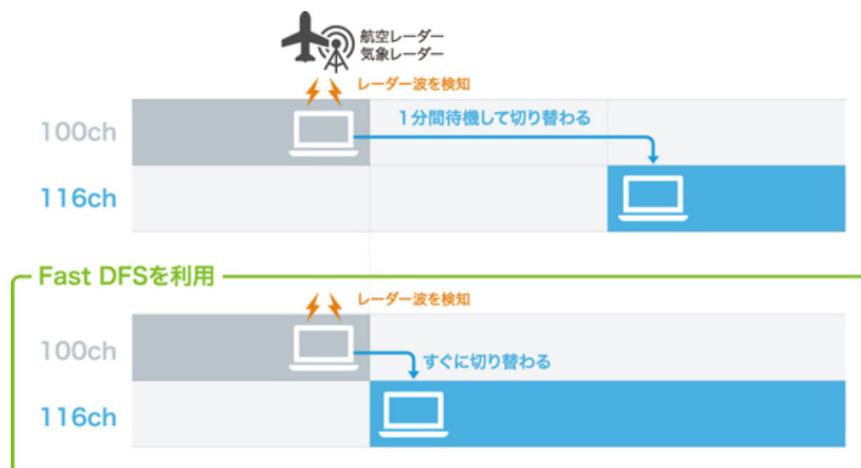 航空レーダー
気象レーダー
レーダー波を検知
100ch
1分間待機して切り替わる
116ch
Fast DFSを利用
レーダー波を検知
100ch
すぐに切り替わる
116ch